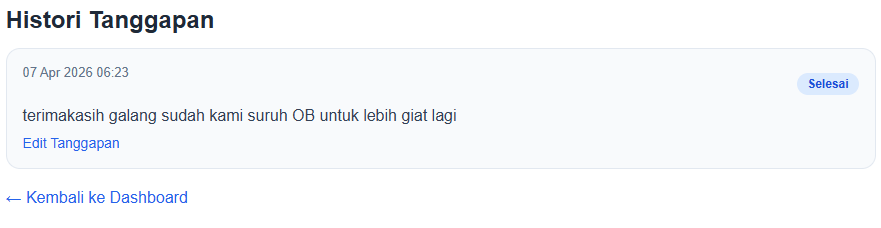 Histori Tanggapan
07 Apr 2026 06:23
Selesai
terimakasih galang sudah kami suruh OB untuk lebih giat lagi
Edit Tanggapan
← Kembali ke Dashboard